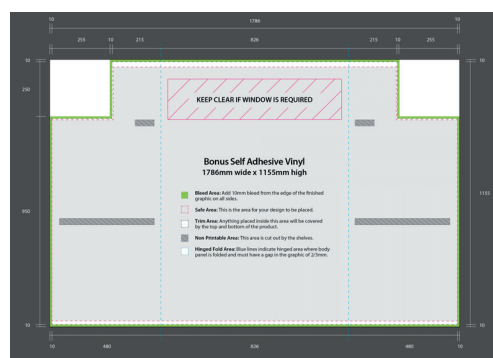 10 1786 10
255 10 215 826 215 10 255
10 10
250
KEEP CLEAR IF WINDOW IS REQUIRED
Bonus Self Adhesive Vinyl
1786mm wide x 1155mm high
Bleed Area: Add 10mm bleed from the edge of the finished
graphic on all sides.
1155
Safe Area: This is the area for your design to be placed.
950
Trim Area: Anything placed inside this area will be covered
by the top and bottom of the product.
Non Printable Area: This area is cut out by the shelves.
Hinged Fold Area: Blue lines indicate hinged area where body
panel is folded and must have a gap in the graphic of 2/3mm.
10 10
10 480 826 480 10